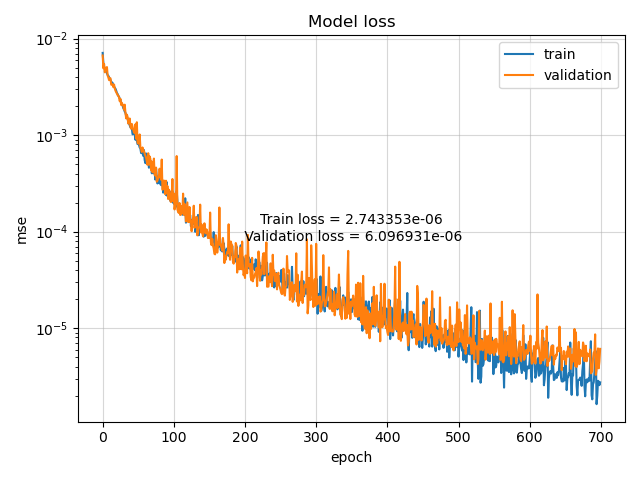 Model loss
train
validation
10⁻²
10⁻³
10⁻⁴
10⁻⁵
mse
Train loss = 2.743353e-06
Validation loss = 6.096931e-06
0 100 200 300 400 500 600 700
epoch